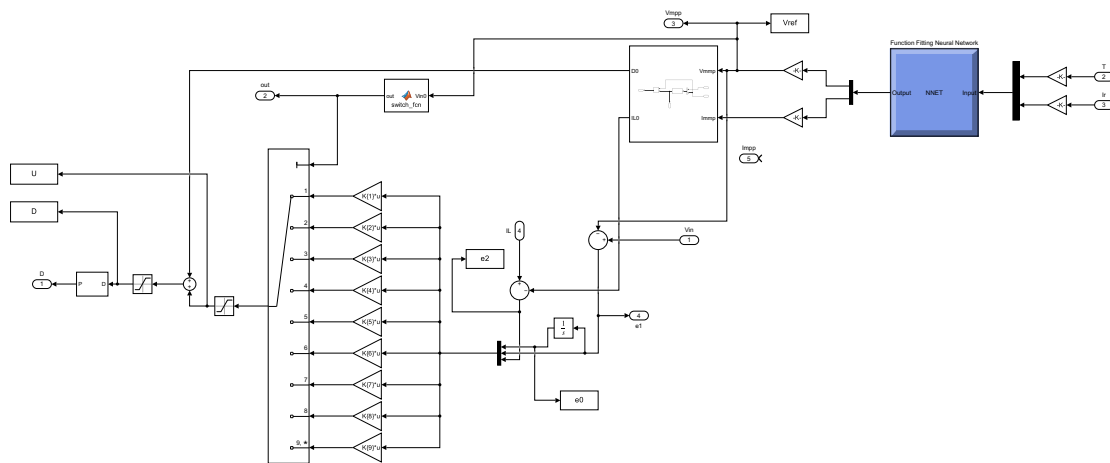 Vmpp
3
Vref
Function Fitting Neural Network
out
2
out
Vin0
switch_fcn
D0
Vmmp
IL0
Immp
-K-
-K-
Output
NNET
Input
-K-
-K-
T
2
Ir
3
Impp
5
U
D
D
1
P
D
1
K{1}*u
2
K{2}*u
3
K{3}*u
4
K{4}*u
5
K{5}*u
6
K{6}*u
7
K{7}*u
8
K{8}*u
9, *
K{9}*u
+
+
IL
4
e2
+
−
−
+
Vin
1
1
s
4
e1
e0